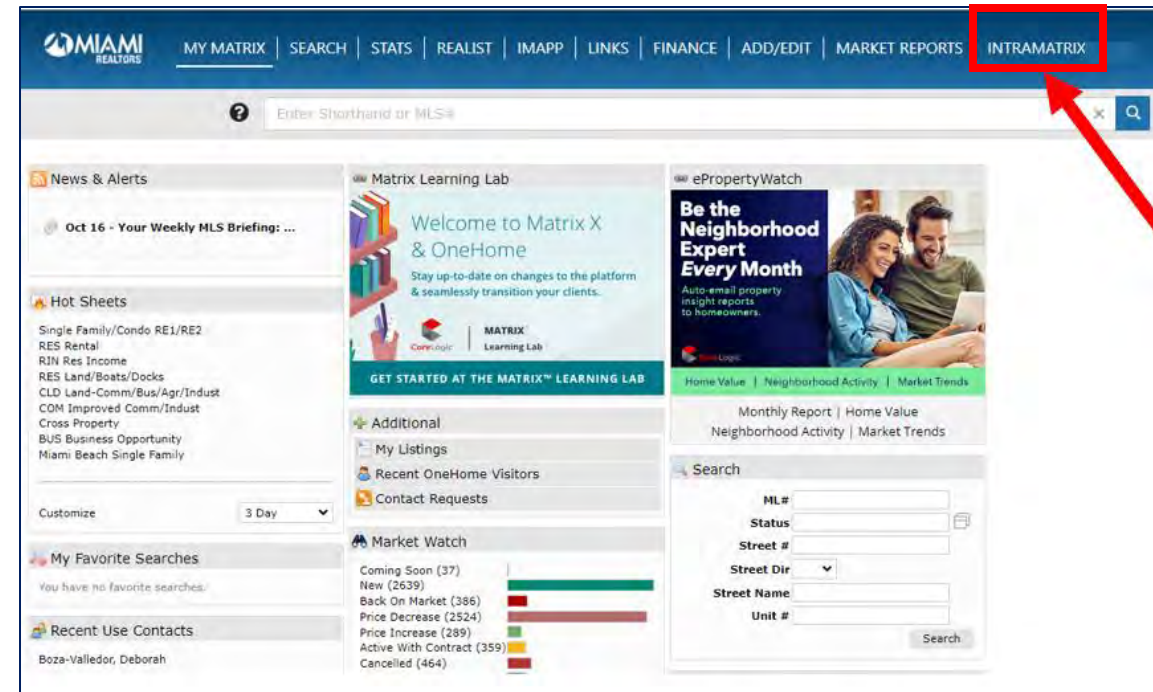 MIAMI
REALTORS
MY MATRIX | SEARCH | STATS | REALIST | IMAPP | LINKS | FINANCE | ADD/EDIT | MARKET REPORTS
INTRAMATRIX
Enter Shorthand or MLS#
News & Alerts
Oct 16 - Your Weekly MLS Briefing: ...
Hot Sheets
Single Family/Condo RE1/RE2
RES Rental
RIN Res Income
RES Land/Boats/Docks
CLD Land-Comm/Bus/Agr/Indust
COM Improved Comm/Indust
Cross Property
BUS Business Opportunity
Miami Beach Single Family
Customize 3 Day
My Favorite Searches
You have no favorite searches.
Recent Use Contacts
Boza-Valledor, Deborah
Matrix Learning Lab
Welcome to Matrix X
& OneHome
Stay up-to-date on changes to the platform
& seamlessly transition your clients.
CoreLogic
MATRIX
Learning Lab
GET STARTED AT THE MATRIX™ LEARNING LAB
Additional
My Listings
Recent OneHome Visitors
Contact Requests
Market Watch
Coming Soon (37)
New (2639)
Back On Market (386)
Price Decrease (2524)
Price Increase (289)
Active With Contract (359)
Cancelled (464)
ePropertyWatch
Be the
Neighborhood
Expert
Every Month
Auto-email property
insight reports
to homeowners.
CoreLogic
Home Value | Neighborhood Activity | Market Trends
Monthly Report | Home Value
Neighborhood Activity | Market Trends
Search
ML#
Status
Street #
Street Dir
Street Name
Unit #
Search